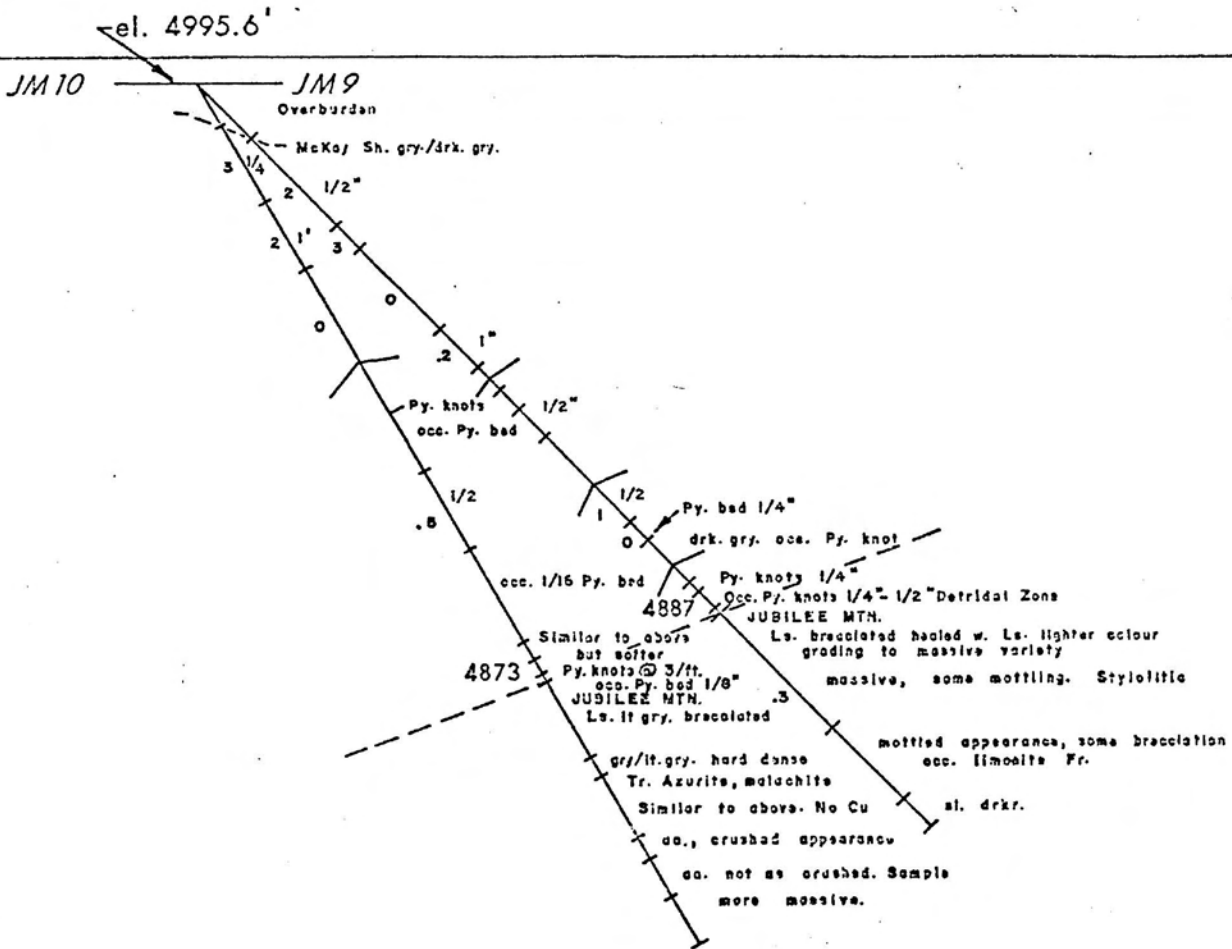 el. 4995.6'
JM10
JM9
Overburden
McKay Sh. gry./drk. gry.
3
1/4
2
1/2"
2
1'
3
0
0
.2
1"
Py. knots
occ. Py. bed
1/2"
1/2
.8
1/2
1
0
Py. bed 1/4"
drk. gry. occ. Py. knot
occ. 1/16 Py. bed
Py. knots 1/4"
4887
Occ. Py. knots 1/4"- 1/2" Detridal Zone
JUBILEE MTN.
Ls. brecciated healed w. Ls. lighter colour
grading to massive variety
Similar to above
but softer
4873
Py. knots @ 3/ft.
occ. Py. bed 1/8"
JUBILEE MTN.
Ls. lt gry. brecciated
massive, some mottling. Stylolitic
.3
mottled appearance, some brecciation
occ. limonite Fr.
gry/lt. gry. hard dense
Tr. Azurite, malachite
Similar to above. No Cu
sl. drkr.
aa., crushed appearance
aa. not as crushed. Sample
more massive.